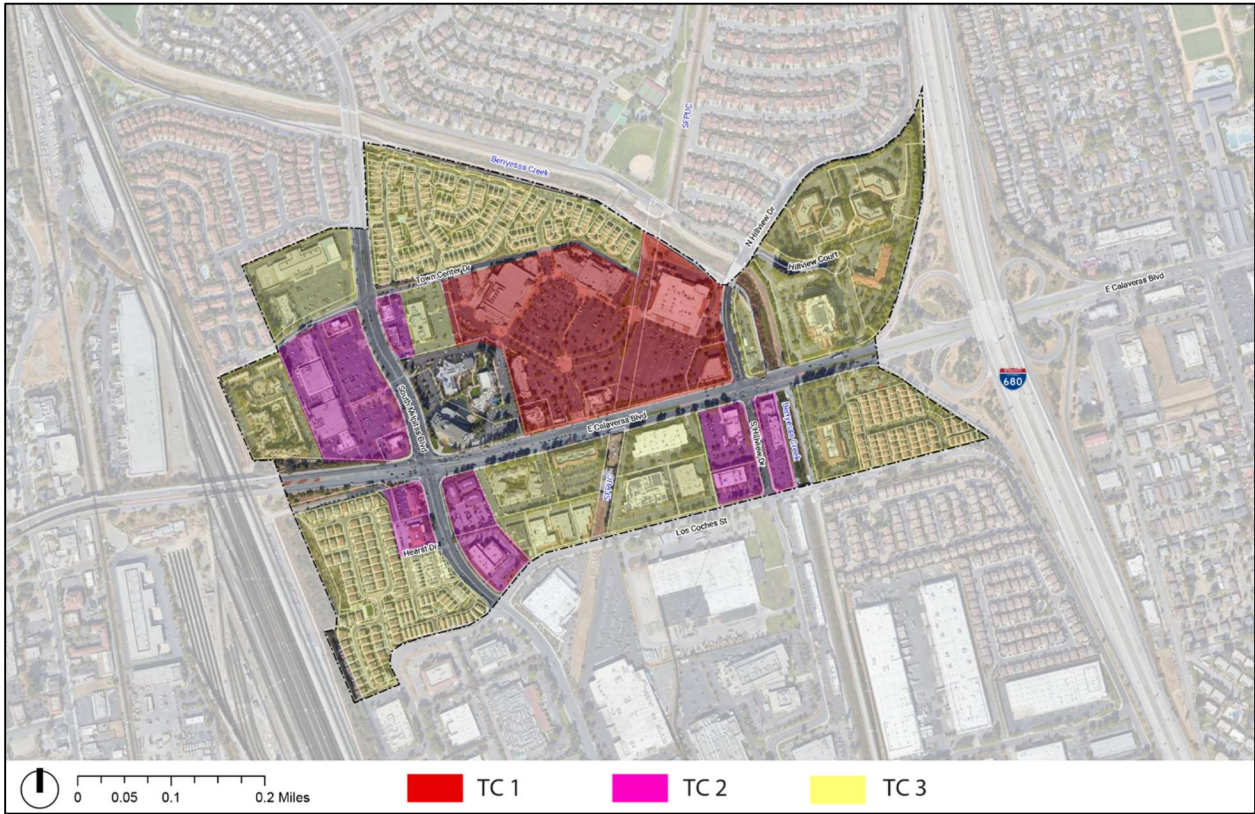 SFPUC
Berryessa Creek
N Hillview Dr
Hillview Court
Town Center Dr
E Calaveras Blvd
INTERSTATE
680
South Milpitas Blvd
E Calaveras Blvd
S Hillview Dr
Berryessa Creek
SFPUC
Los Coches St
Hearst Dr
0 0.05 0.1 0.2 Miles
TC 1 TC 2 TC 3